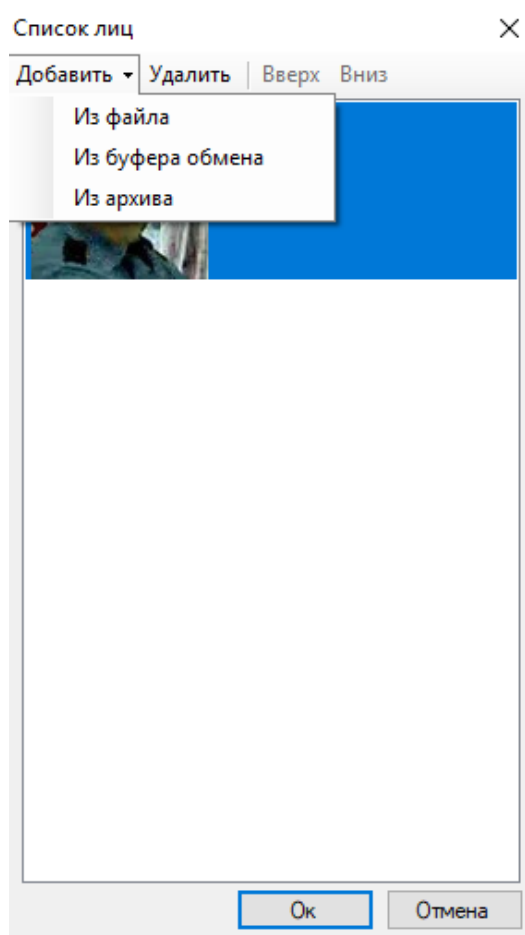 Список лиц
Добавить Удалить Вверх Вниз
Из файла
Из буфера обмена
Из архива
Ок Отмена